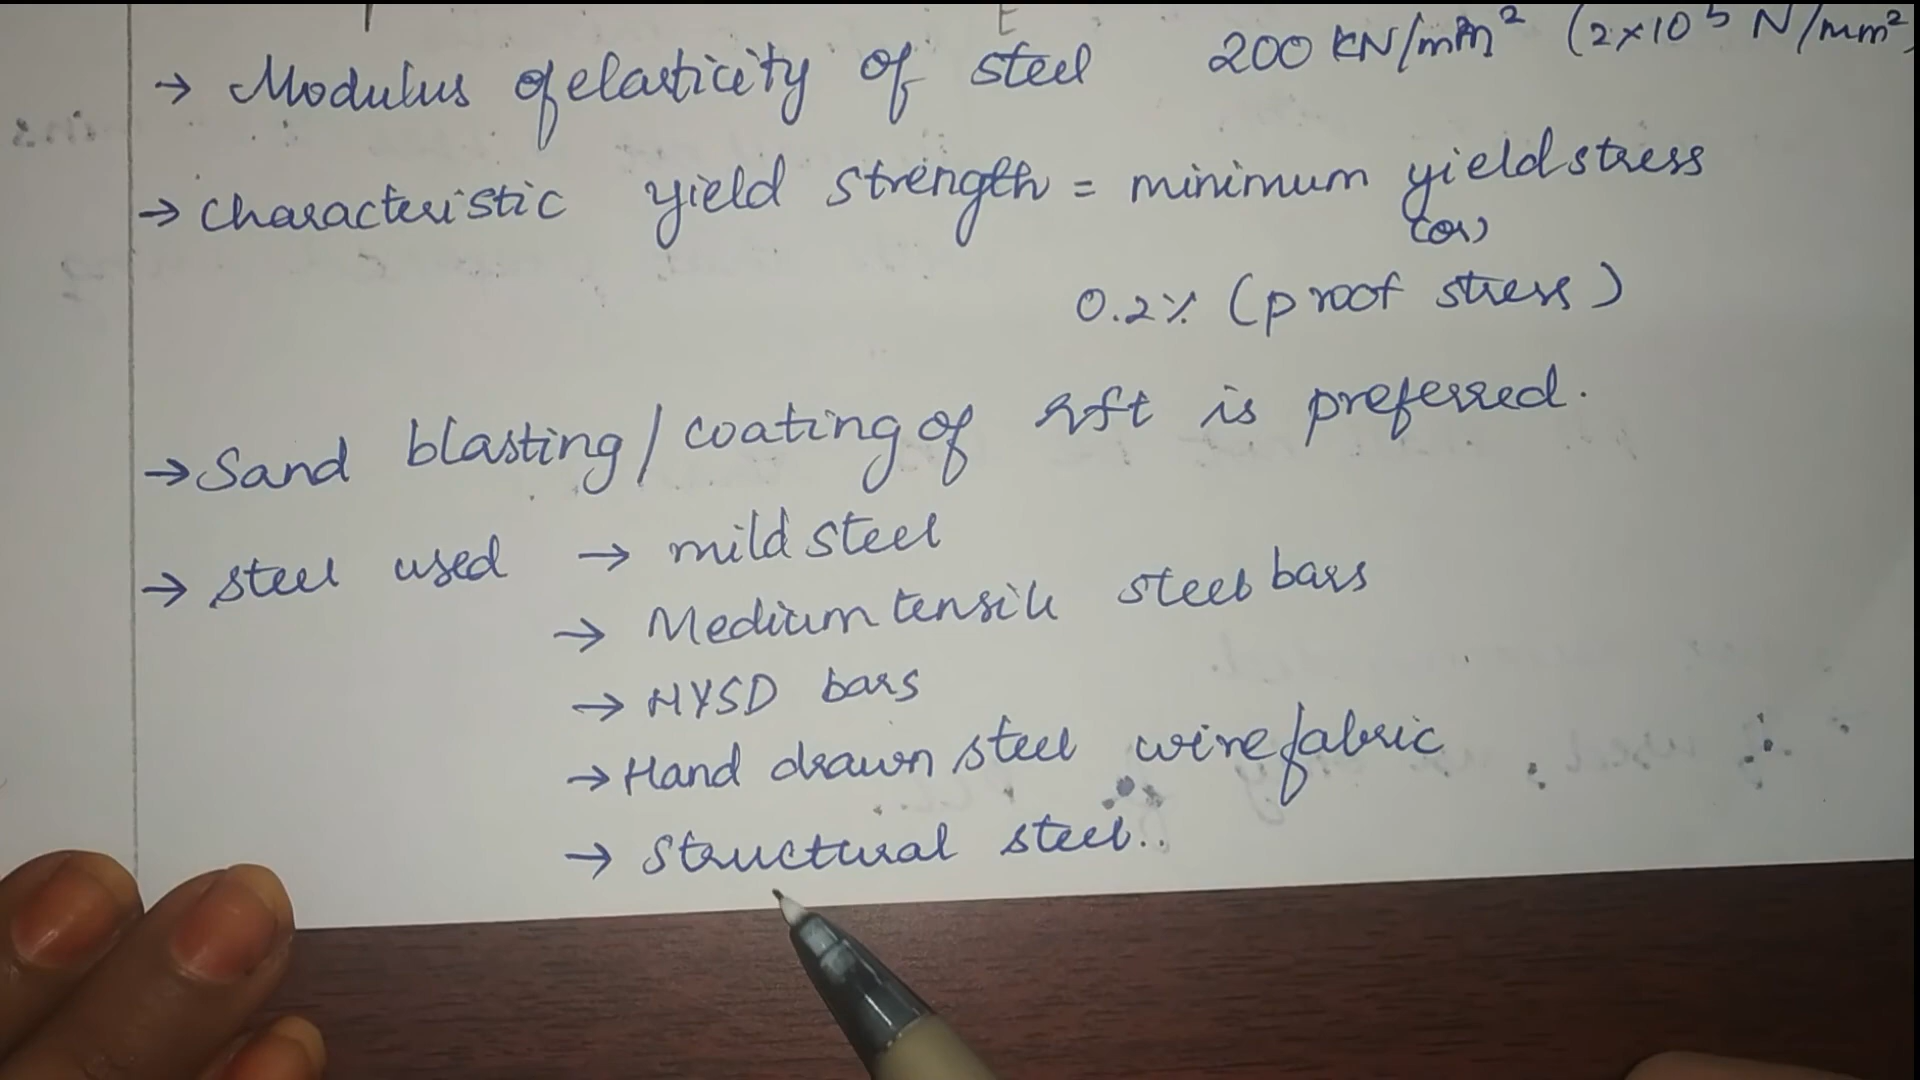 → Modulus of elasticity of steel 200 KN/mm² (2×10⁵ N/mm²)
→ Characteristic yield strength = minimum yield stress
(or)
0.2% (proof stress)
→ Sand blasting / coating of rft is preferred.
→ Steel used → mild steel
→ Medium tensile steel bars
→ HYSD bars
→ Hand drawn steel wire fabric
→ Structural steel..